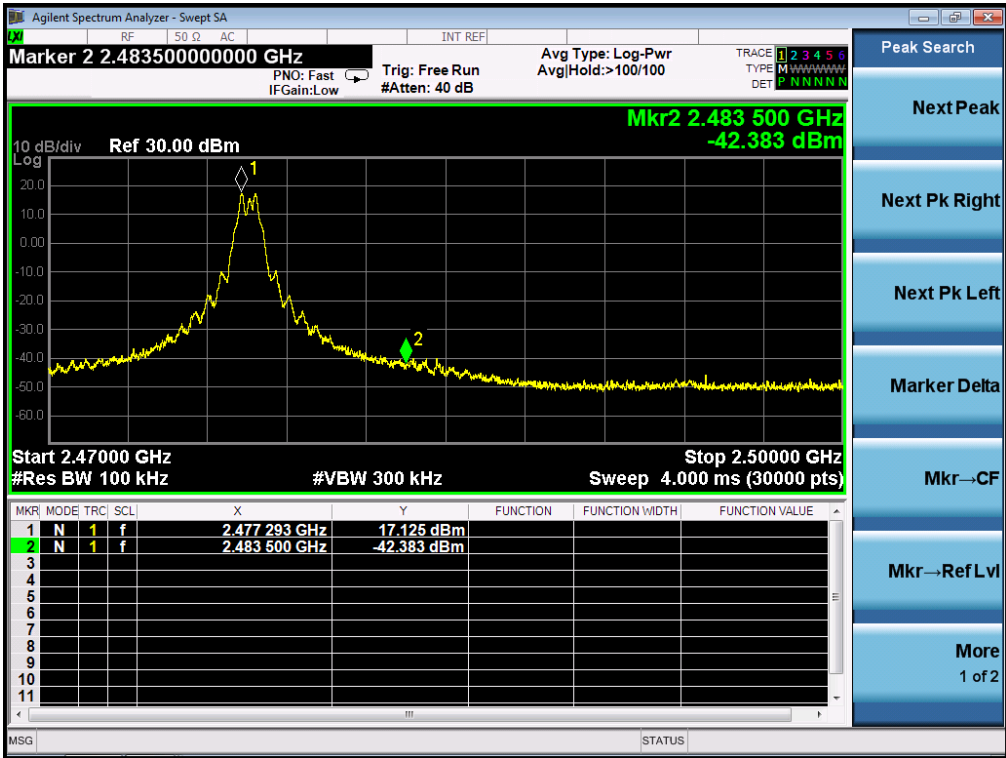 Agilent Spectrum Analyzer - Swept SA
LXI RF 50 Ω AC INT REF
Marker 2 2.483500000000 GHz
PNO: Fast
IFGain:Low
Trig: Free Run
#Atten: 40 dB
Avg Type: Log-Pwr
Avg|Hold:>100/100
TRACE 1 2 3 4 5 6
TYPE M WWWWW
DET P N N N N N
Mkr2 2.483 500 GHz
-42.383 dBm
10 dB/div Ref 30.00 dBm
Log
20.0
10.0
0.00
-10.0
-20.0
-30.0
-40.0
-50.0
-60.0
1
2
Start 2.47000 GHz Stop 2.50000 GHz
#Res BW 100 kHz #VBW 300 kHz Sweep 4.000 ms (30000 pts)
MKR MODE TRC SCL X Y FUNCTION FUNCTION WIDTH FUNCTION VALUE
1 N 1 f 2.477 293 GHz 17.125 dBm
2 N 1 f 2.483 500 GHz -42.383 dBm
3
4
5
6
7
8
9
10
11
MSG STATUS
Peak Search
Next Peak
Next Pk Right
Next Pk Left
Marker Delta
Mkr→CF
Mkr→Ref Lvl
More
1 of 2